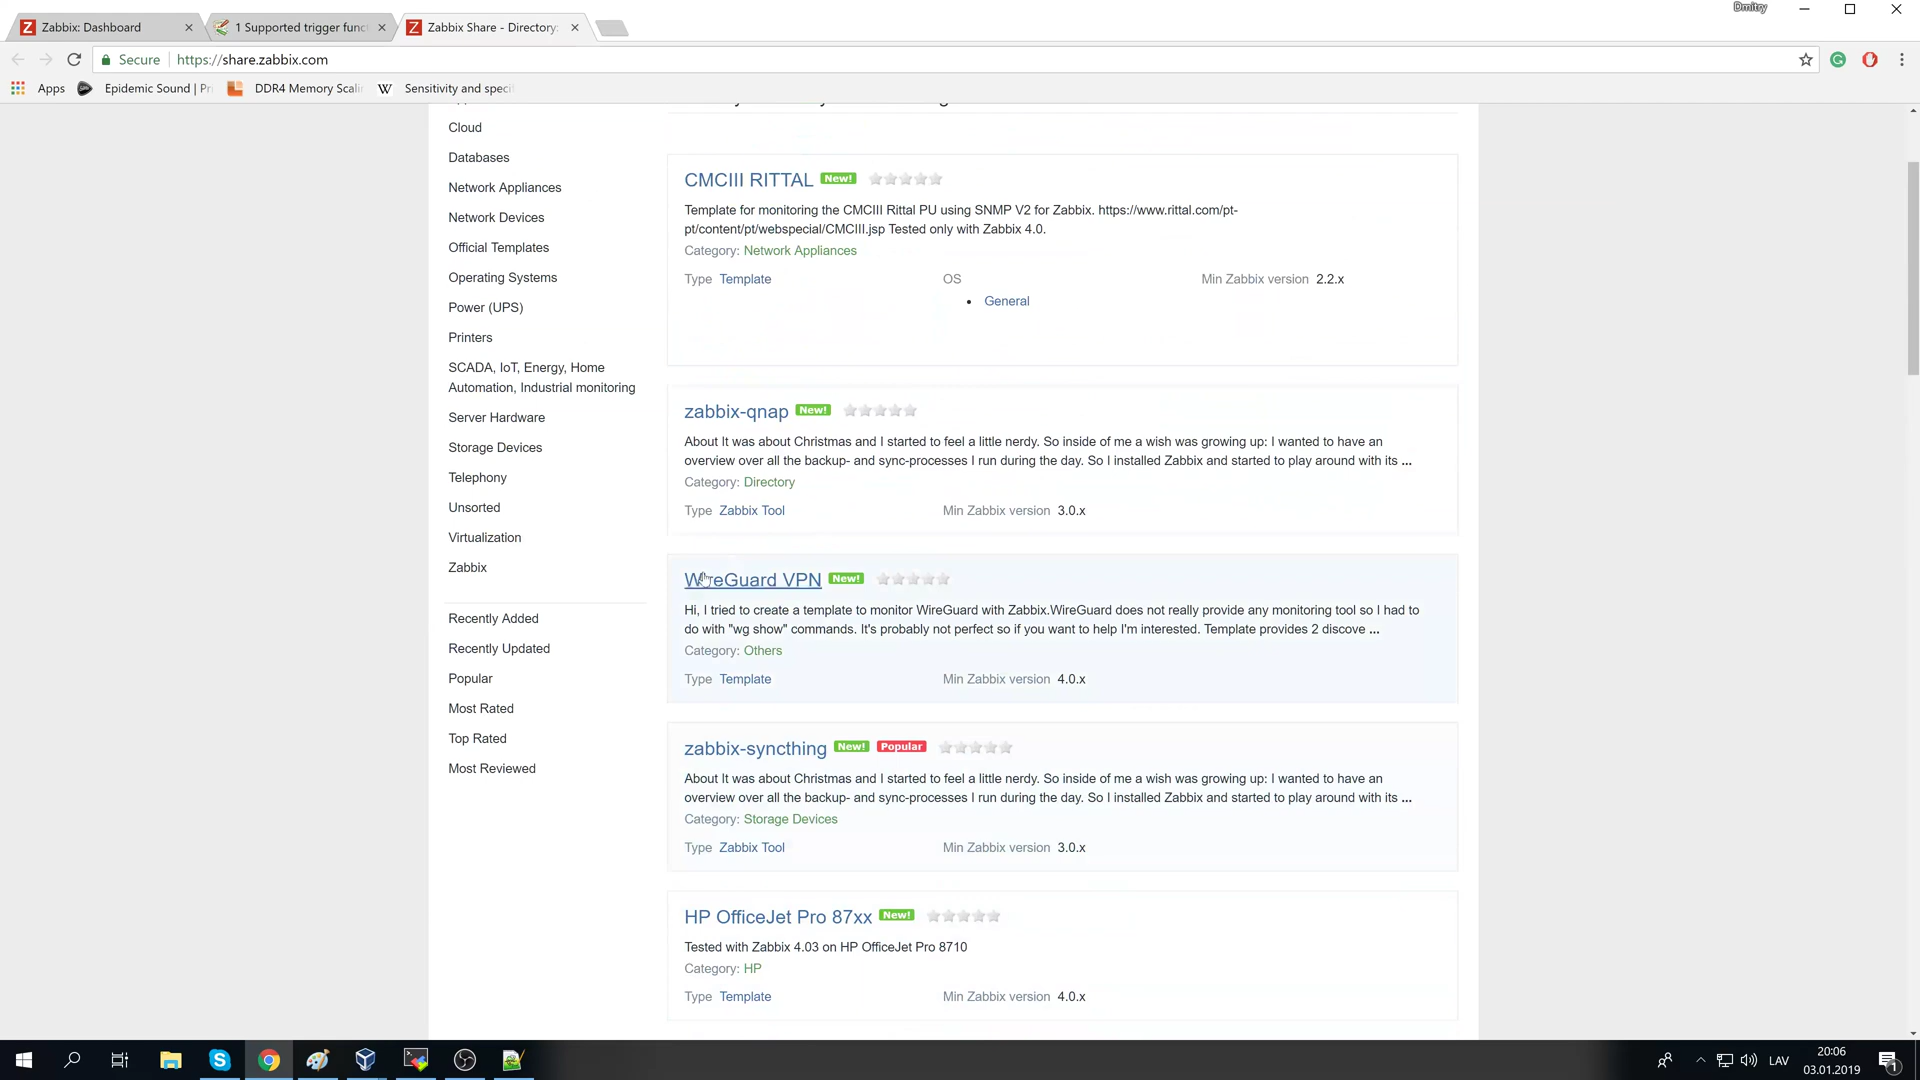 Dmitry
Zabbix: Dashboard
1 Supported trigger func
Zabbix Share - Directory:
Secure
https://share.zabbix.com
Apps
Epidemic Sound | Pri
DDR4 Memory Scalin
W
Sensitivity and speci
Cloud
Databases
Network Appliances
Network Devices
Official Templates
Operating Systems
Power (UPS)
Printers
SCADA, IoT, Energy, Home
Automation, Industrial monitoring
Server Hardware
Storage Devices
Telephony
Unsorted
Virtualization
Zabbix
Recently Added
Recently Updated
Popular
Most Rated
Top Rated
Most Reviewed
CMCIII RITTAL New!
Template for monitoring the CMCIII Rittal PU using SNMP V2 for Zabbix. https://www.rittal.com/pt-
pt/content/pt/webspecial/CMCIII.jsp Tested only with Zabbix 4.0.
Category: Network Appliances
Type Template OS Min Zabbix version 2.2.x
• General
zabbix-qnap New!
About It was about Christmas and I started to feel a little nerdy. So inside of me a wish was growing up: I wanted to have an
overview over all the backup- and sync-processes I run during the day. So I installed Zabbix and started to play around with its ...
Category: Directory
Type Zabbix Tool Min Zabbix version 3.0.x
WireGuard VPN New!
Hi, I tried to create a template to monitor WireGuard with Zabbix.WireGuard does not really provide any monitoring tool so I had to
do with "wg show" commands. It's probably not perfect so if you want to help I'm interested. Template provides 2 discove ...
Category: Others
Type Template Min Zabbix version 4.0.x
zabbix-syncthing New! Popular
About It was about Christmas and I started to feel a little nerdy. So inside of me a wish was growing up: I wanted to have an
overview over all the backup- and sync-processes I run during the day. So I installed Zabbix and started to play around with its ...
Category: Storage Devices
Type Zabbix Tool Min Zabbix version 3.0.x
HP OfficeJet Pro 87xx New!
Tested with Zabbix 4.03 on HP OfficeJet Pro 8710
Category: HP
Type Template Min Zabbix version 4.0.x
LAV
20:06
03.01.2019
1